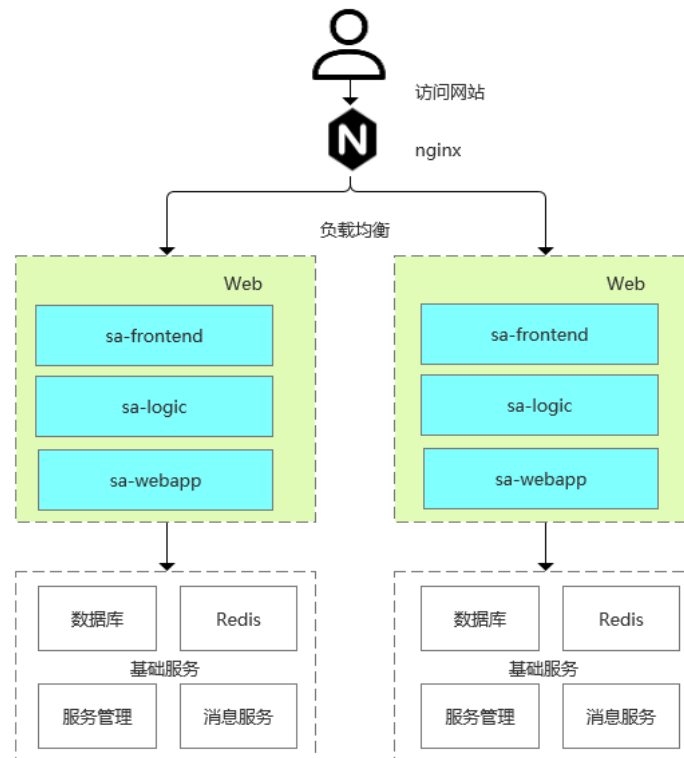 访问网站
N
nginx
负载均衡
Web
sa-frontend
sa-logic
sa-webapp
数据库
Redis
基础服务
服务管理
消息服务
Web
sa-frontend
sa-logic
sa-webapp
数据库
Redis
基础服务
服务管理
消息服务